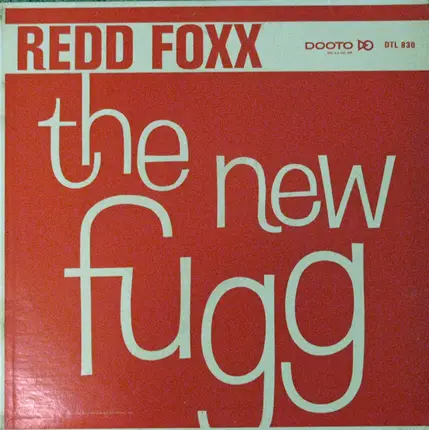 REDD FOXX
DOOTO DTL 830
the new
fugg